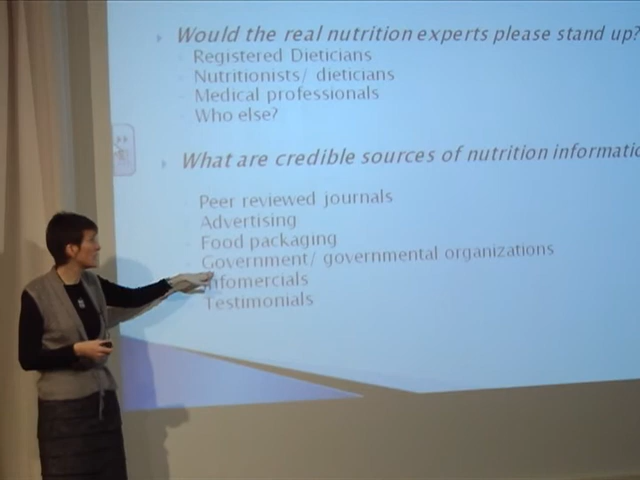 Would the real nutrition experts please stand up?
Registered Dieticians
Nutritionists/ dieticians
Medical professionals
Who else?
What are credible sources of nutrition informatio
Peer reviewed journals
Advertising
Food packaging
Government/ governmental organizations
Infomercials
Testimonials